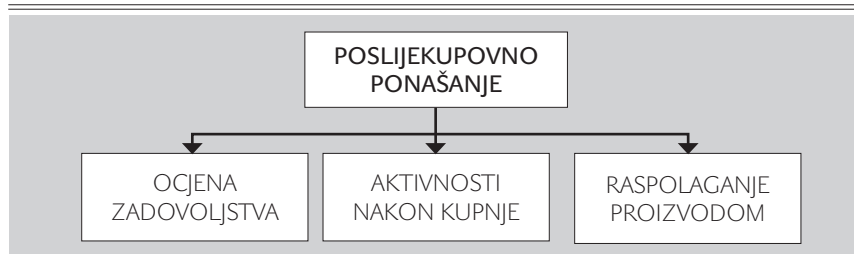 POSLIJEKUPOVNO
PONAŠANJE
OCJENA
ZADOVOLJSTVA
AKTIVNOSTI
NAKON KUPNJE
RASPOLAGANJE
PROIZVODOM